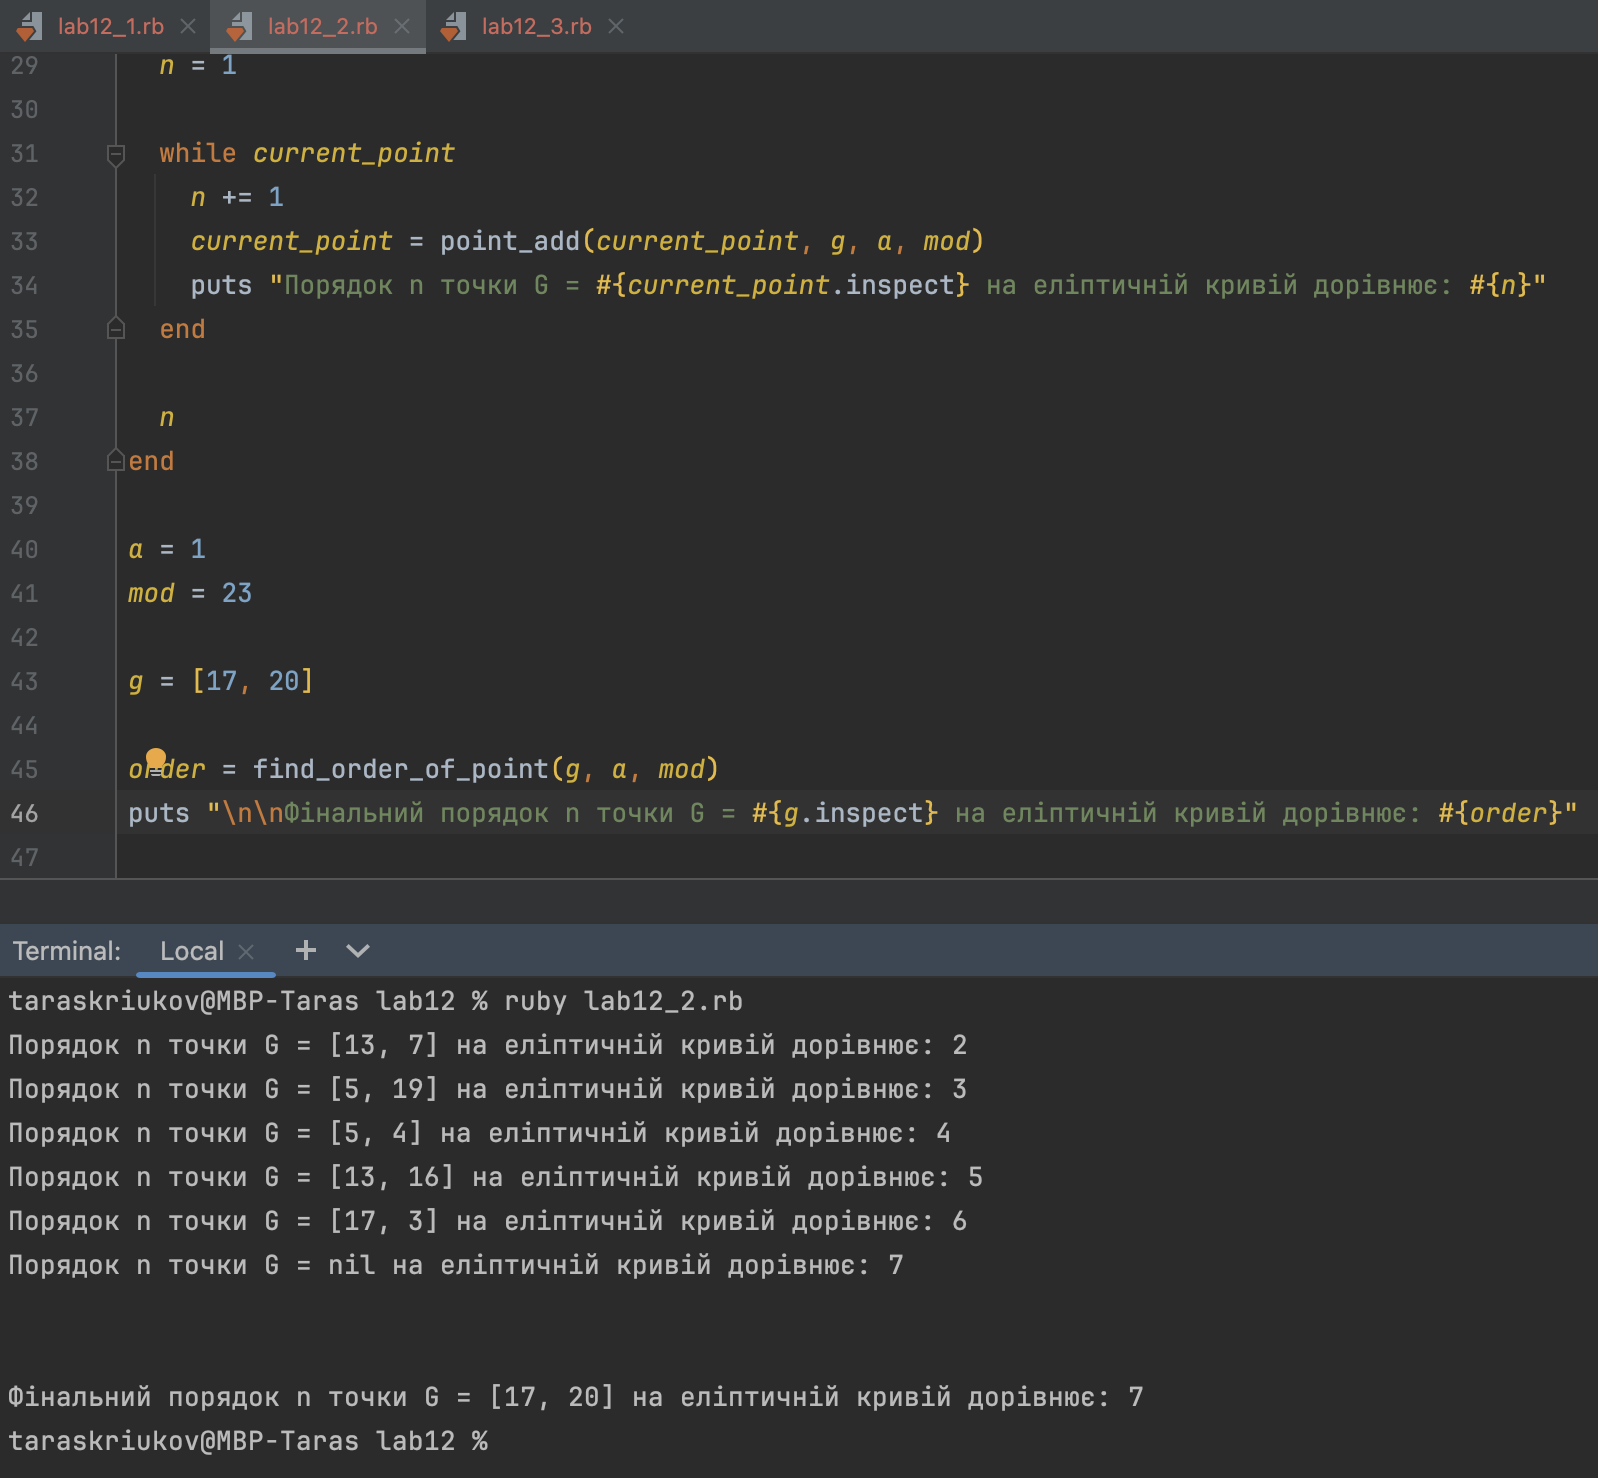 lab12_1.rb lab12_2.rb lab12_3.rb
29 n = 1
30
31 while current_point
32 n += 1
33 current_point = point_add(current_point, g, a, mod)
34 puts "Порядок n точки G = #{current_point.inspect} на еліптичній кривій дорівнює: #{n}"
35 end
36
37 n
38 end
39
40 a = 1
41 mod = 23
42
43 g = [17, 20]
44
45 order = find_order_of_point(g, a, mod)
46 puts "\n\nФінальний порядок n точки G = #{g.inspect} на еліптичній кривій дорівнює: #{order}"
47
Terminal: Local
taraskriukov@MBP-Taras lab12 % ruby lab12_2.rb
Порядок n точки G = [13, 7] на еліптичній кривій дорівнює: 2
Порядок n точки G = [5, 19] на еліптичній кривій дорівнює: 3
Порядок n точки G = [5, 4] на еліптичній кривій дорівнює: 4
Порядок n точки G = [13, 16] на еліптичній кривій дорівнює: 5
Порядок n точки G = [17, 3] на еліптичній кривій дорівнює: 6
Порядок n точки G = nil на еліптичній кривій дорівнює: 7
Фінальний порядок n точки G = [17, 20] на еліптичній кривій дорівнює: 7
taraskriukov@MBP-Taras lab12 %